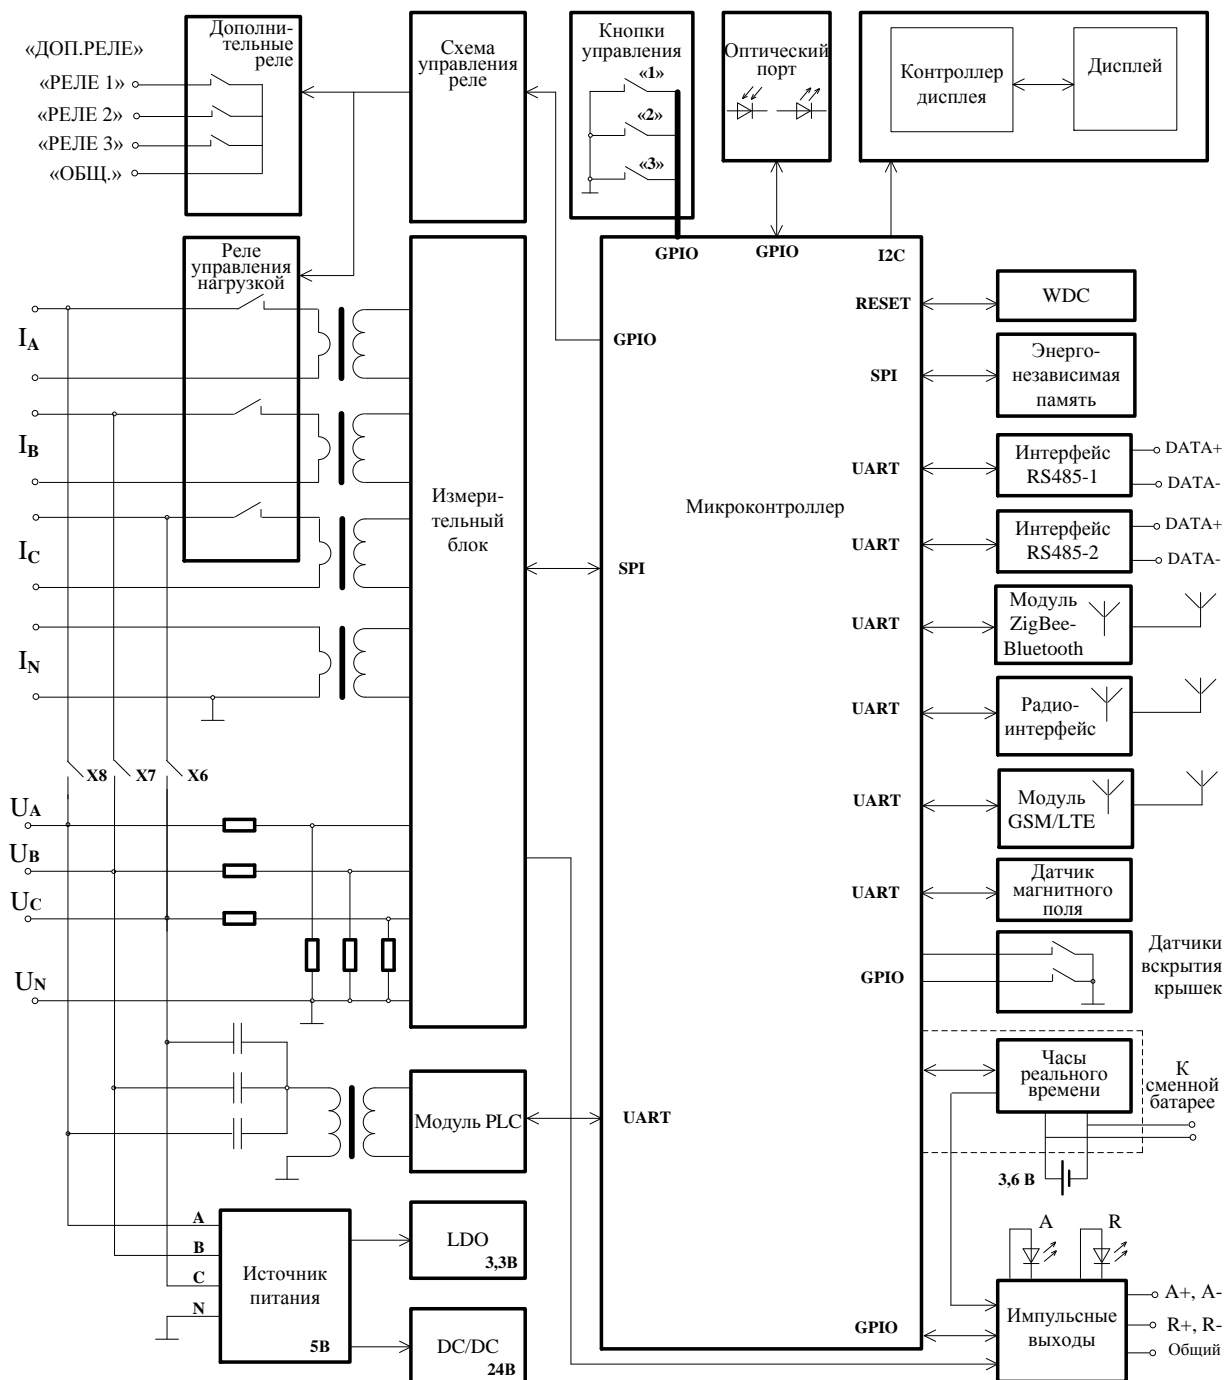 «ДОП.РЕЛЕ»
«РЕЛЕ 1»
«РЕЛЕ 2»
«РЕЛЕ 3»
«ОБЩ.»
Дополни-
тельные
реле
Схема
управления
реле
Кнопки
управления
«1»
«2»
«3»
Оптический
порт
Контроллер
дисплея
Дисплей
Реле
управления
нагрузкой
IA
IB
IC
IN
X8
X7
X6
UA
UB
UC
UN
Измери-
тельный
блок
Микроконтроллер
GPIO
GPIO
I2C
RESET
GPIO
SPI
UART
UART
SPI
UART
UART
UART
UART
GPIO
UART
GPIO
WDC
Энерго-
независимая
память
Интерфейс
RS485-1
DATA+
DATA-
Интерфейс
RS485-2
DATA+
DATA-
Модуль
ZigBee-
Bluetooth
Радио-
интерфейс
Модуль
GSM/LTE
Датчик
магнитного
поля
Датчики
вскрытия
крышек
Часы
реального
времени
К
сменной
батарее
3,6 В
Модуль PLC
A
B
C
N
Источник
питания
5В
LDO
3,3В
DC/DC
24В
A
R
Импульсные
выходы
A+, A-
R+, R-
Общий